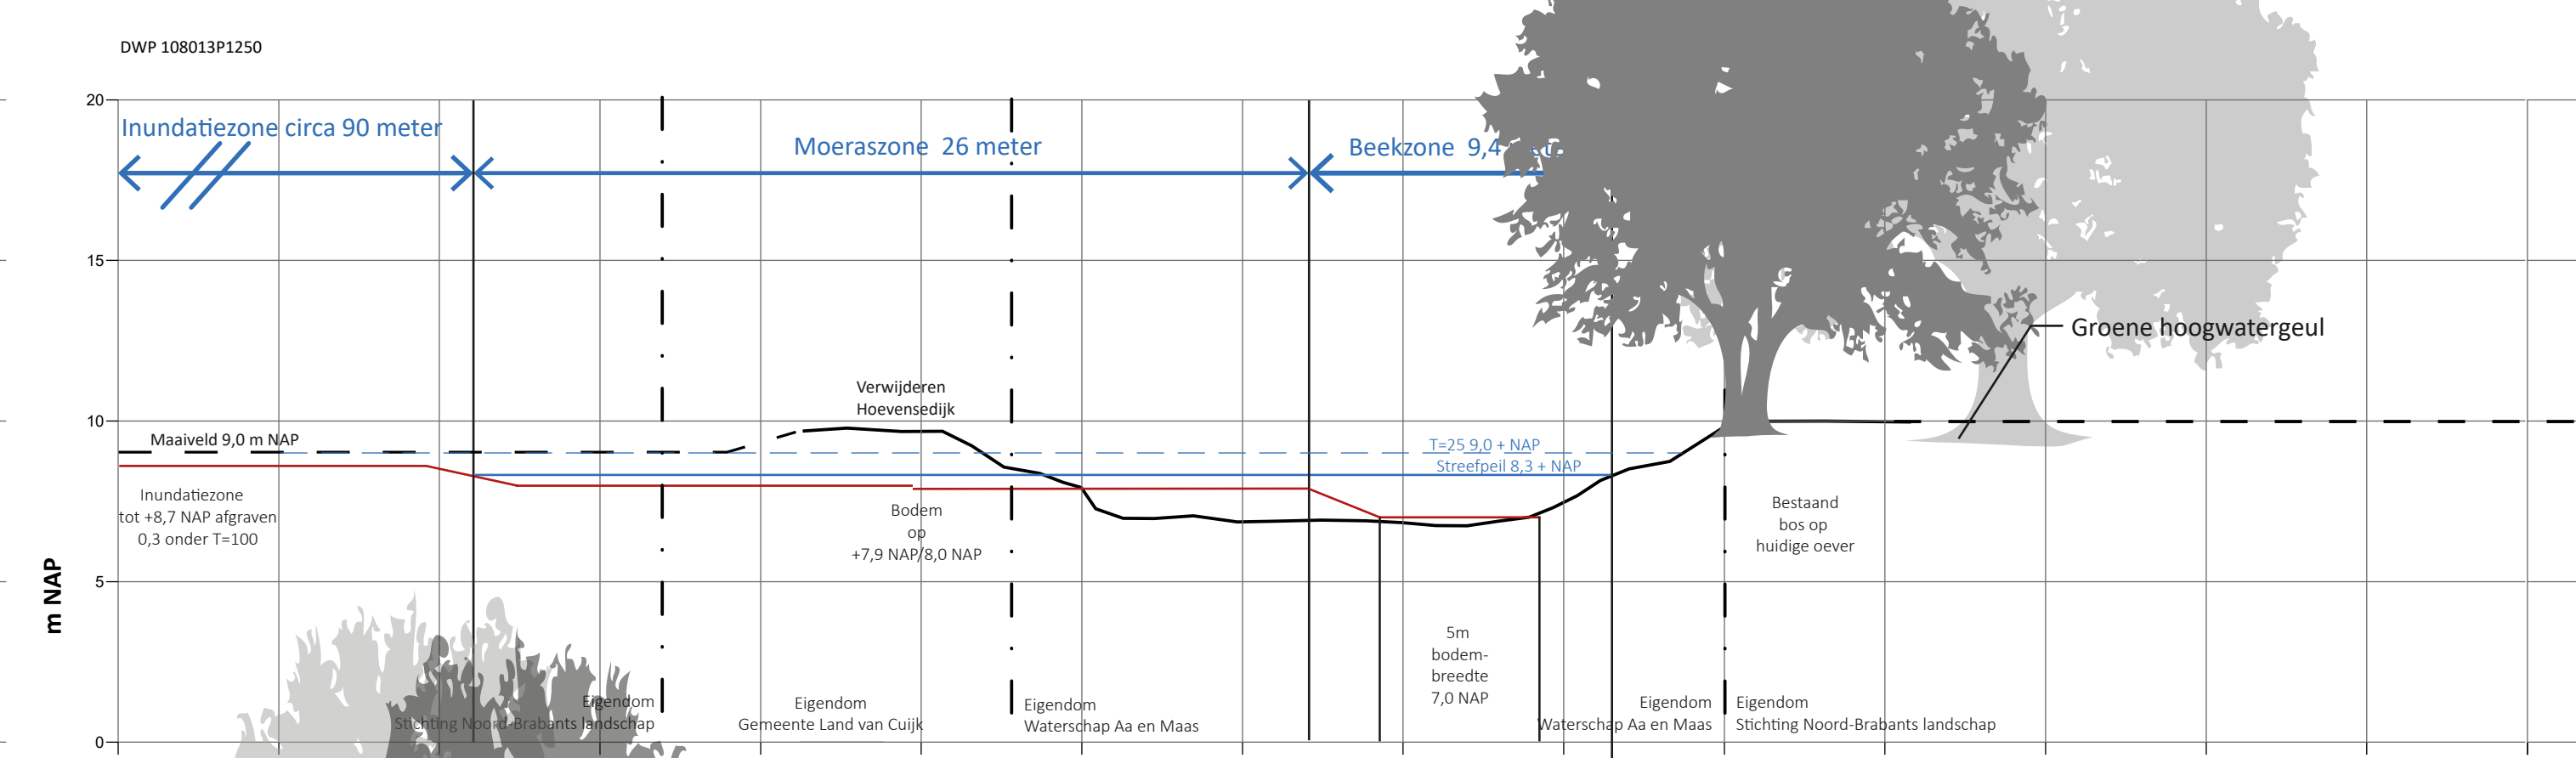 DWP 108013P1250
20
15
10
5
0
m NAP
Inundatiezone circa 90 meter
Moeraszone 26 meter
Beekzone 9,4
Groene hoogwatergeul
Verwijderen
Hoevensedijk
Maaiveld 9,0 m NAP
T=25 9,0 + NAP
Streefpeil 8,3 + NAP
Inundatiezone
tot +8,7 NAP afgraven
0,3 onder T=100
Bodem
op
+7,9 NAP/8,0 NAP
Bestaand
bos op
huidige oever
5m
bodem-
breedte
7,0 NAP
Eigendom
Stichting Noord-Brabants landschap
Eigendom
Gemeente Land van Cuijk
Eigendom
Waterschap Aa en Maas
Eigendom
Waterschap Aa en Maas
Eigendom
Stichting Noord-Brabants landschap